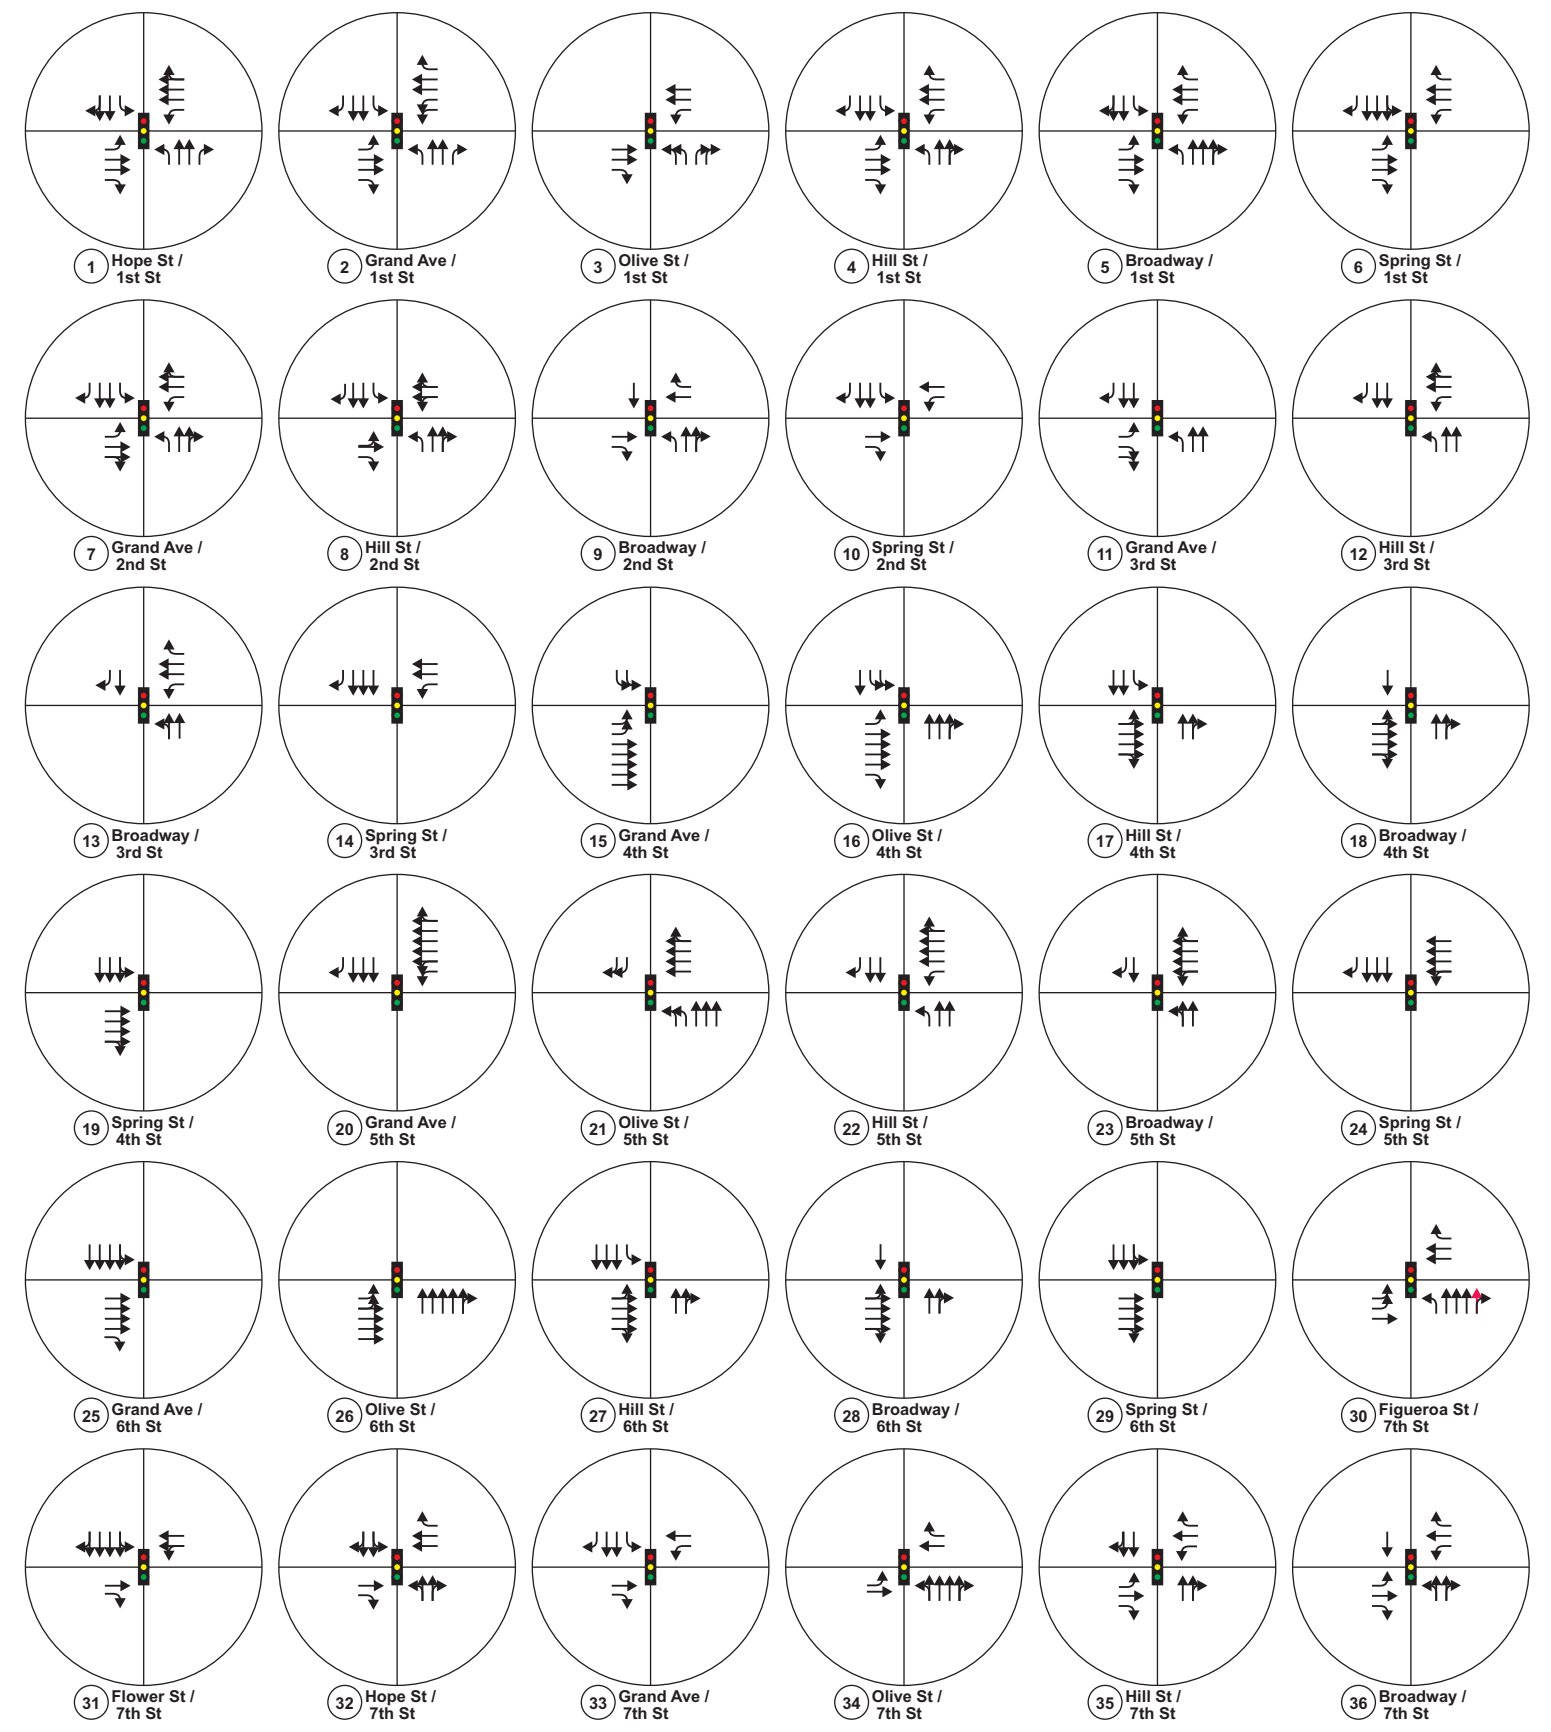 1 Hope St /
1st St
2 Grand Ave /
1st St
3 Olive St /
1st St
4 Hill St /
1st St
5 Broadway /
1st St
6 Spring St /
1st St
7 Grand Ave /
2nd St
8 Hill St /
2nd St
9 Broadway /
2nd St
10 Spring St /
2nd St
11 Grand Ave /
3rd St
12 Hill St /
3rd St
13 Broadway /
3rd St
14 Spring St /
3rd St
15 Grand Ave /
4th St
16 Olive St /
4th St
17 Hill St /
4th St
18 Broadway /
4th St
19 Spring St /
4th St
20 Grand Ave /
5th St
21 Olive St /
5th St
22 Hill St /
5th St
23 Broadway /
5th St
24 Spring St /
5th St
25 Grand Ave /
6th St
26 Olive St /
6th St
27 Hill St /
6th St
28 Broadway /
6th St
29 Spring St /
6th St
30 Figueroa St /
7th St
31 Flower St /
7th St
32 Hope St /
7th St
33 Grand Ave /
7th St
34 Olive St /
7th St
35 Hill St /
7th St
36 Broadway /
7th St